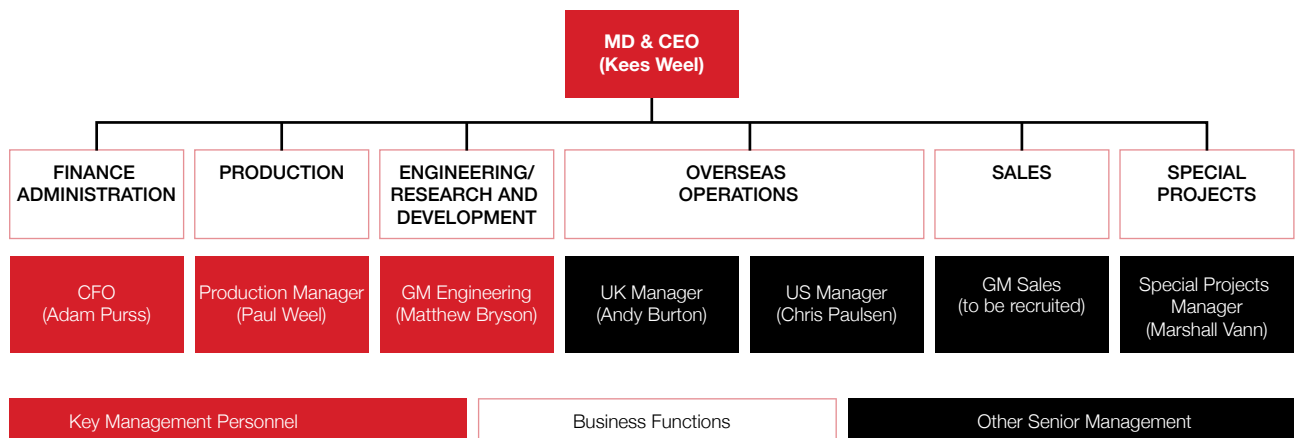 MD & CEO
(Kees Weel)
FINANCE
ADMINISTRATION
PRODUCTION
ENGINEERING/
RESEARCH AND
DEVELOPMENT
OVERSEAS
OPERATIONS
SALES
SPECIAL
PROJECTS
CFO
(Adam Purss)
Production Manager
(Paul Weel)
GM Engineering
(Matthew Bryson)
UK Manager
(Andy Burton)
US Manager
(Chris Paulsen)
GM Sales
(to be recruited)
Special Projects
Manager
(Marshall Vann)
Key Management Personnel
Business Functions
Other Senior Management